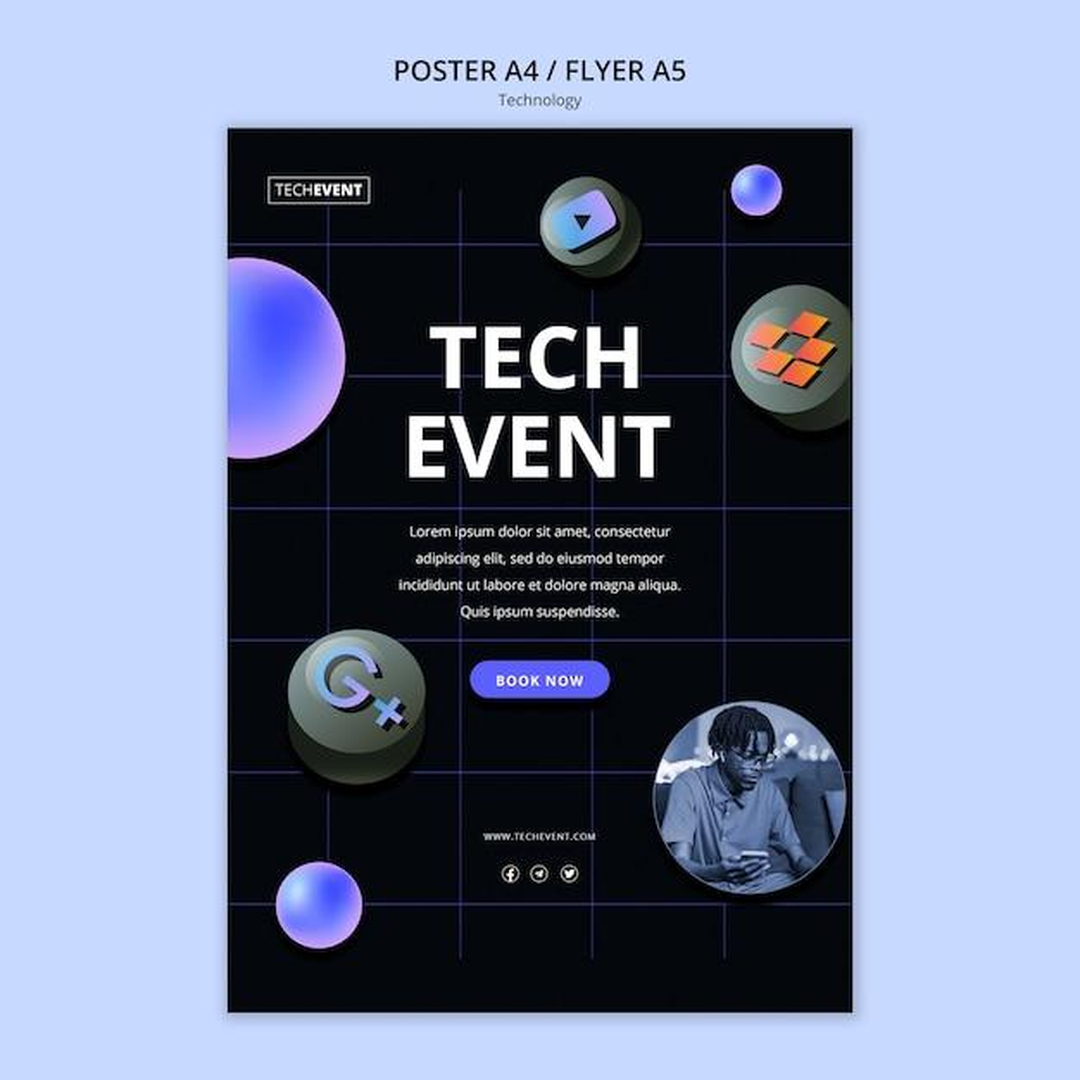 POSTER A4 / FLYER A5
Technology
TECHEVENT
TECH
EVENT
Lorem ipsum dolor sit amet, consectetur
adipiscing elit, sed do eiusmod tempor
incididunt ut labore et dolore magna aliqua.
Quis ipsum suspendisse.
BOOK NOW
G+
WWW.TECHEVENT.COM